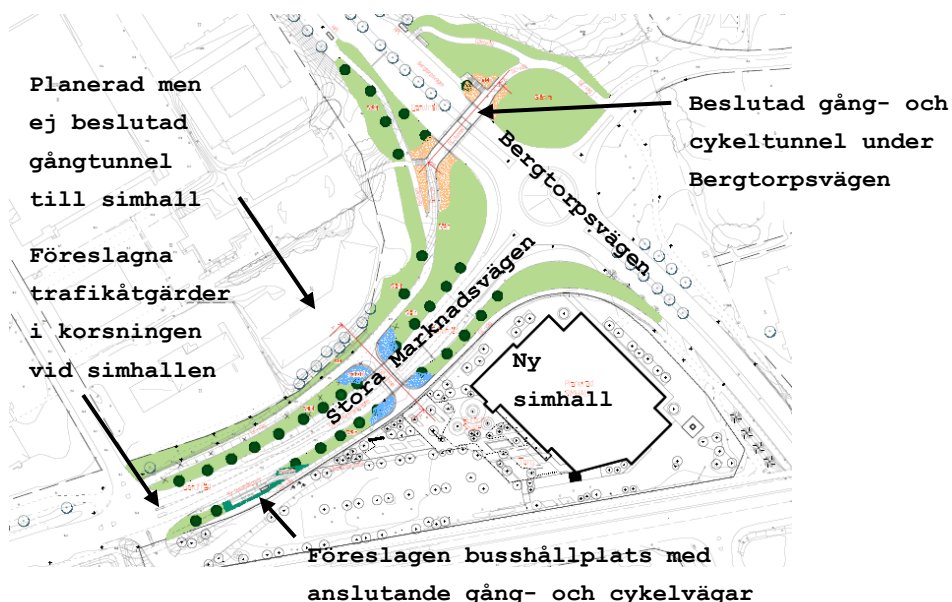 Planerad men
ej beslutad
gångtunnel
till simhall
Föreslagna
trafikåtgärder
i korsningen
vid simhallen
Beslutad gång- och
cykeltunnel under
Bergtorpsvägen
Bergtorpsvägen
Stora Marknadsvägen
Ny
simhall
Föreslagen busshållplats med
anslutande gång- och cykelvägar